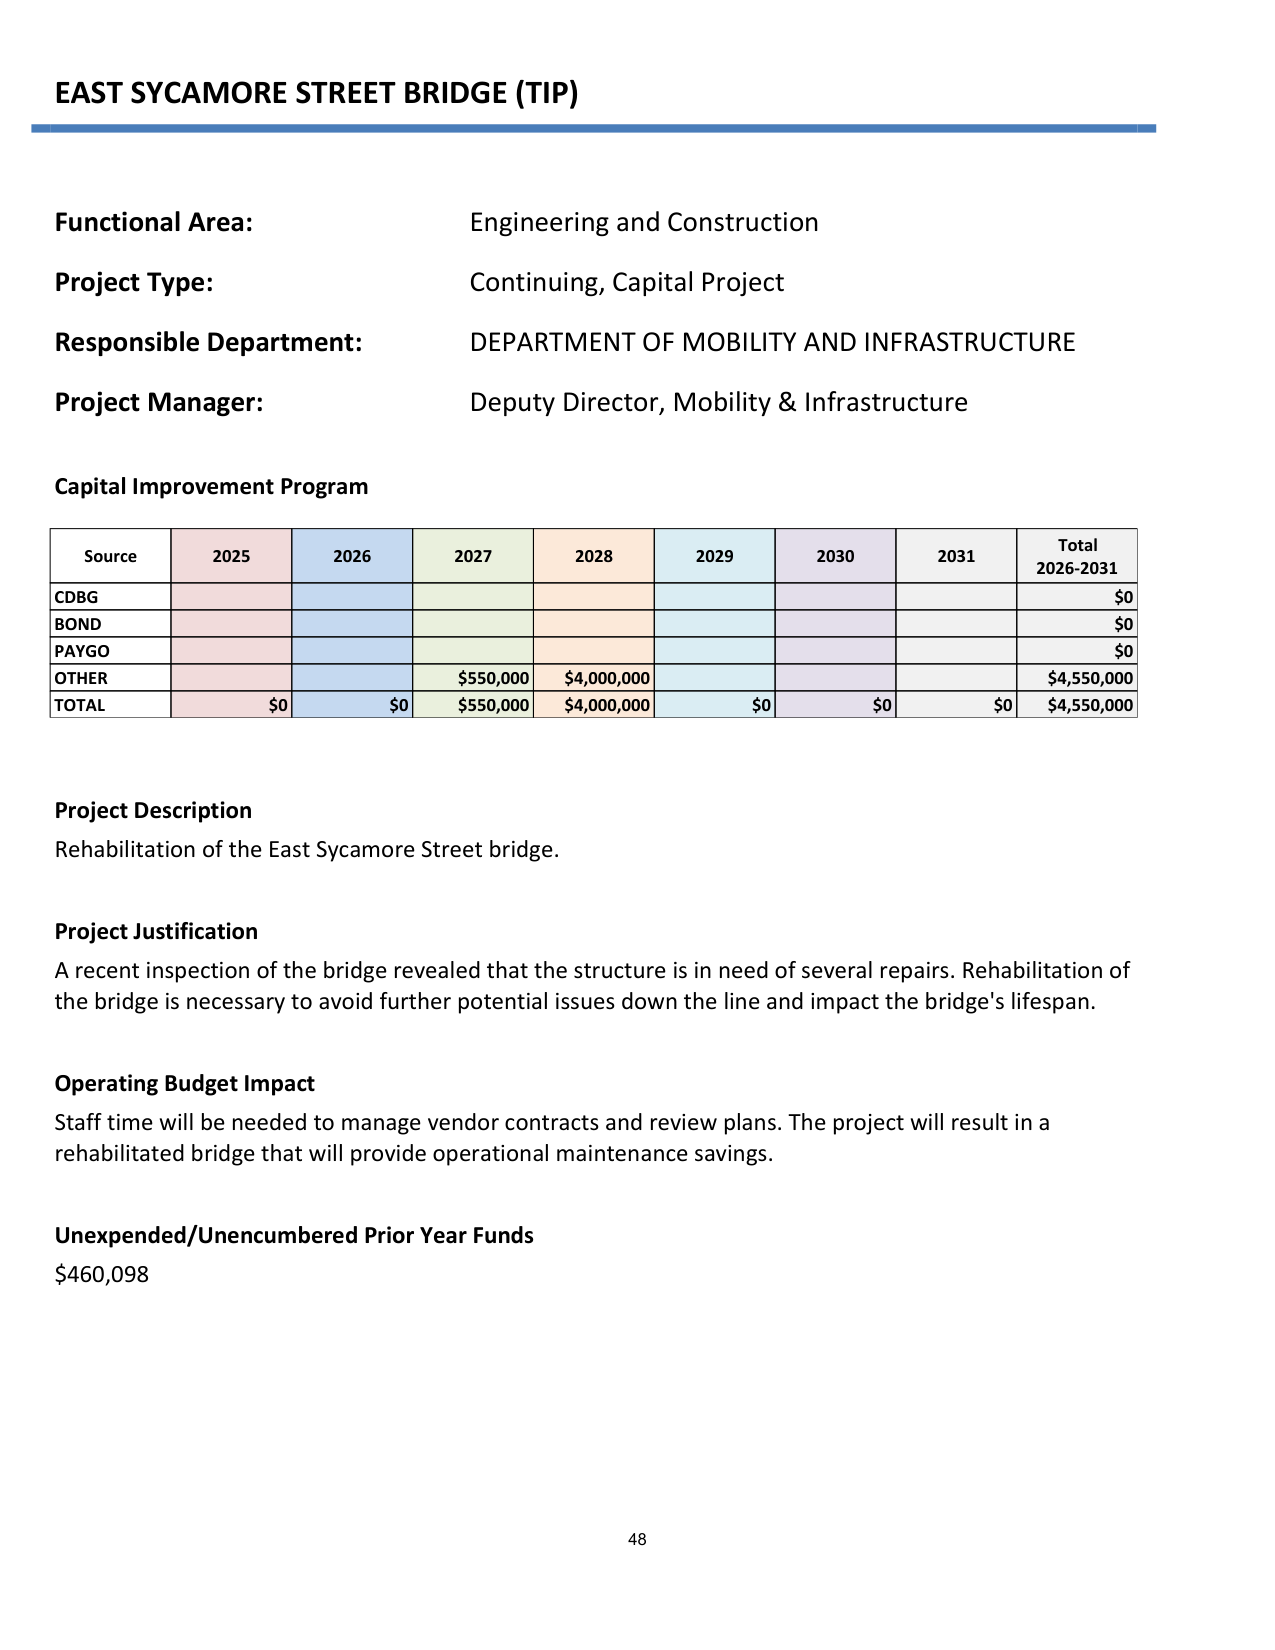 EAST SYCAMORE STREET BRIDGE (TIP)
Functional Area: Engineering and Construction
Project Type: Continuing, Capital Project
Responsible Department: DEPARTMENT OF MOBILITY AND INFRASTRUCTURE
Project Manager: Deputy Director, Mobility & Infrastructure
Capital Improvement Program
Source 2025 2026 2027 2028 2029 2030 2031 Total 2026-2031
CDBG $0
BOND $0
PAYGO $0
OTHER $550,000 $4,000,000 $4,550,000
TOTAL $0 $0 $550,000 $4,000,000 $0 $0 $0 $4,550,000
Project Description
Rehabilitation of the East Sycamore Street bridge.
Project Justification
A recent inspection of the bridge revealed that the structure is in need of several repairs. Rehabilitation of
the bridge is necessary to avoid further potential issues down the line and impact the bridge's lifespan.
Operating Budget Impact
Staff time will be needed to manage vendor contracts and review plans. The project will result in a
rehabilitated bridge that will provide operational maintenance savings.
Unexpended/Unencumbered Prior Year Funds
$460,098
48